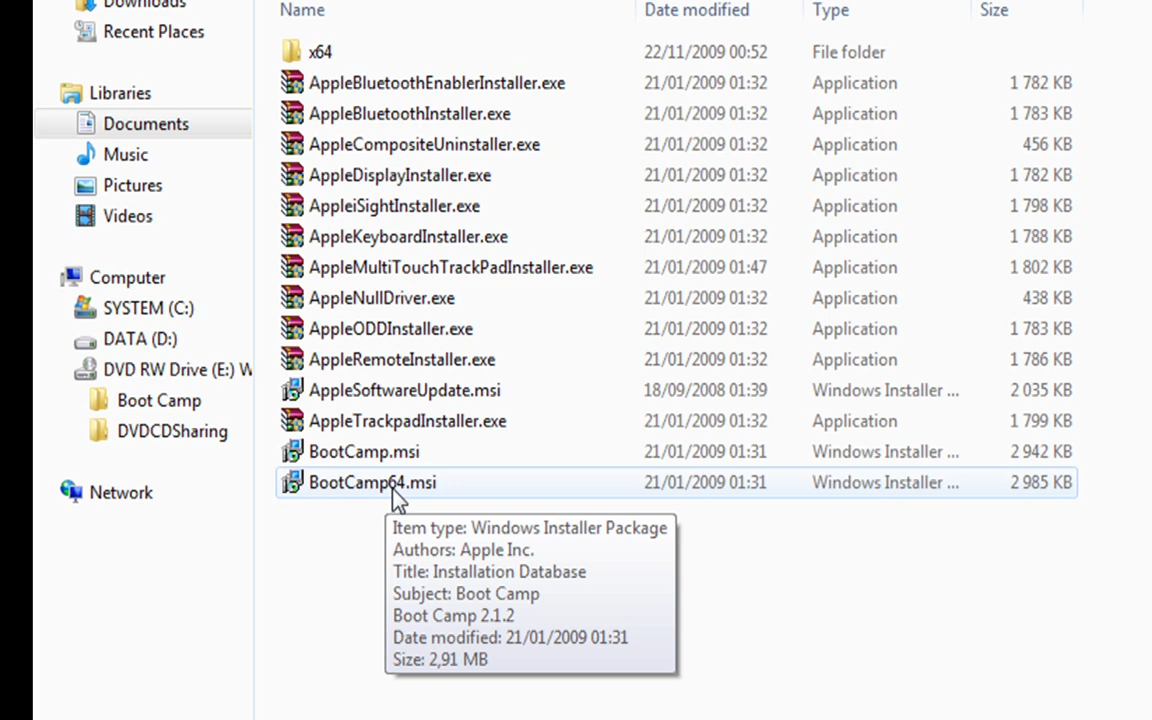 Name Date modified Type Size
Downloads
Recent Places
Libraries
Documents
Music
Pictures
Videos
Computer
SYSTEM (C:)
DATA (D:)
DVD RW Drive (E:) W
Boot Camp
DVDCDSharing
Network
x64 22/11/2009 00:52 File folder
AppleBluetoothEnablerInstaller.exe 21/01/2009 01:32 Application 1 782 KB
AppleBluetoothInstaller.exe 21/01/2009 01:32 Application 1 783 KB
AppleCompositeUninstaller.exe 21/01/2009 01:32 Application 456 KB
AppleDisplayInstaller.exe 21/01/2009 01:32 Application 1 782 KB
AppleiSightInstaller.exe 21/01/2009 01:32 Application 1 798 KB
AppleKeyboardInstaller.exe 21/01/2009 01:32 Application 1 788 KB
AppleMultiTouchTrackPadInstaller.exe 21/01/2009 01:47 Application 1 802 KB
AppleNullDriver.exe 21/01/2009 01:32 Application 438 KB
AppleODDInstaller.exe 21/01/2009 01:32 Application 1 783 KB
AppleRemoteInstaller.exe 21/01/2009 01:32 Application 1 786 KB
AppleSoftwareUpdate.msi 18/09/2008 01:39 Windows Installer ... 2 035 KB
AppleTrackpadInstaller.exe 21/01/2009 01:32 Application 1 799 KB
BootCamp.msi 21/01/2009 01:31 Windows Installer ... 2 942 KB
BootCamp64.msi 21/01/2009 01:31 Windows Installer ... 2 985 KB
Item type: Windows Installer Package
Authors: Apple Inc.
Title: Installation Database
Subject: Boot Camp
Boot Camp 2.1.2
Date modified: 21/01/2009 01:31
Size: 2,91 MB